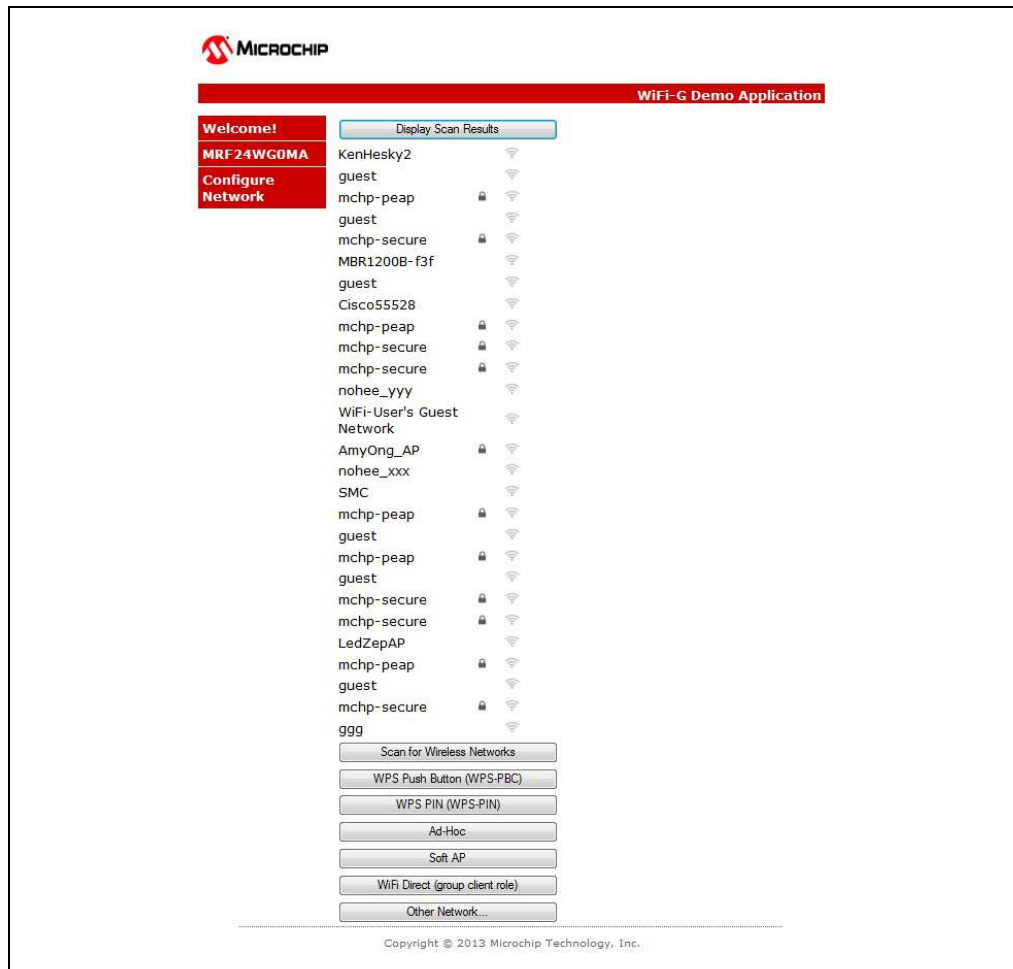 MICROCHIP
WiFi-G Demo Application
Welcome!
MRF24WG0MA
Configure
Network
Display Scan Results
KenHesky2
guest
mchp-peap
guest
mchp-secure
MBR1200B-f3f
guest
Cisco55528
mchp-peap
mchp-secure
mchp-secure
nohee_yyy
WiFi-User's Guest
Network
AmyOng_AP
nohee_xxx
SMC
mchp-peap
guest
mchp-peap
guest
mchp-secure
mchp-secure
LedZepAP
mchp-peap
guest
mchp-secure
ggg
Scan for Wireless Networks
WPS Push Button (WPS-PBC)
WPS PIN (WPS-PIN)
Ad-Hoc
Soft AP
WiFi Direct (group client role)
Other Network...
Copyright © 2013 Microchip Technology, Inc.